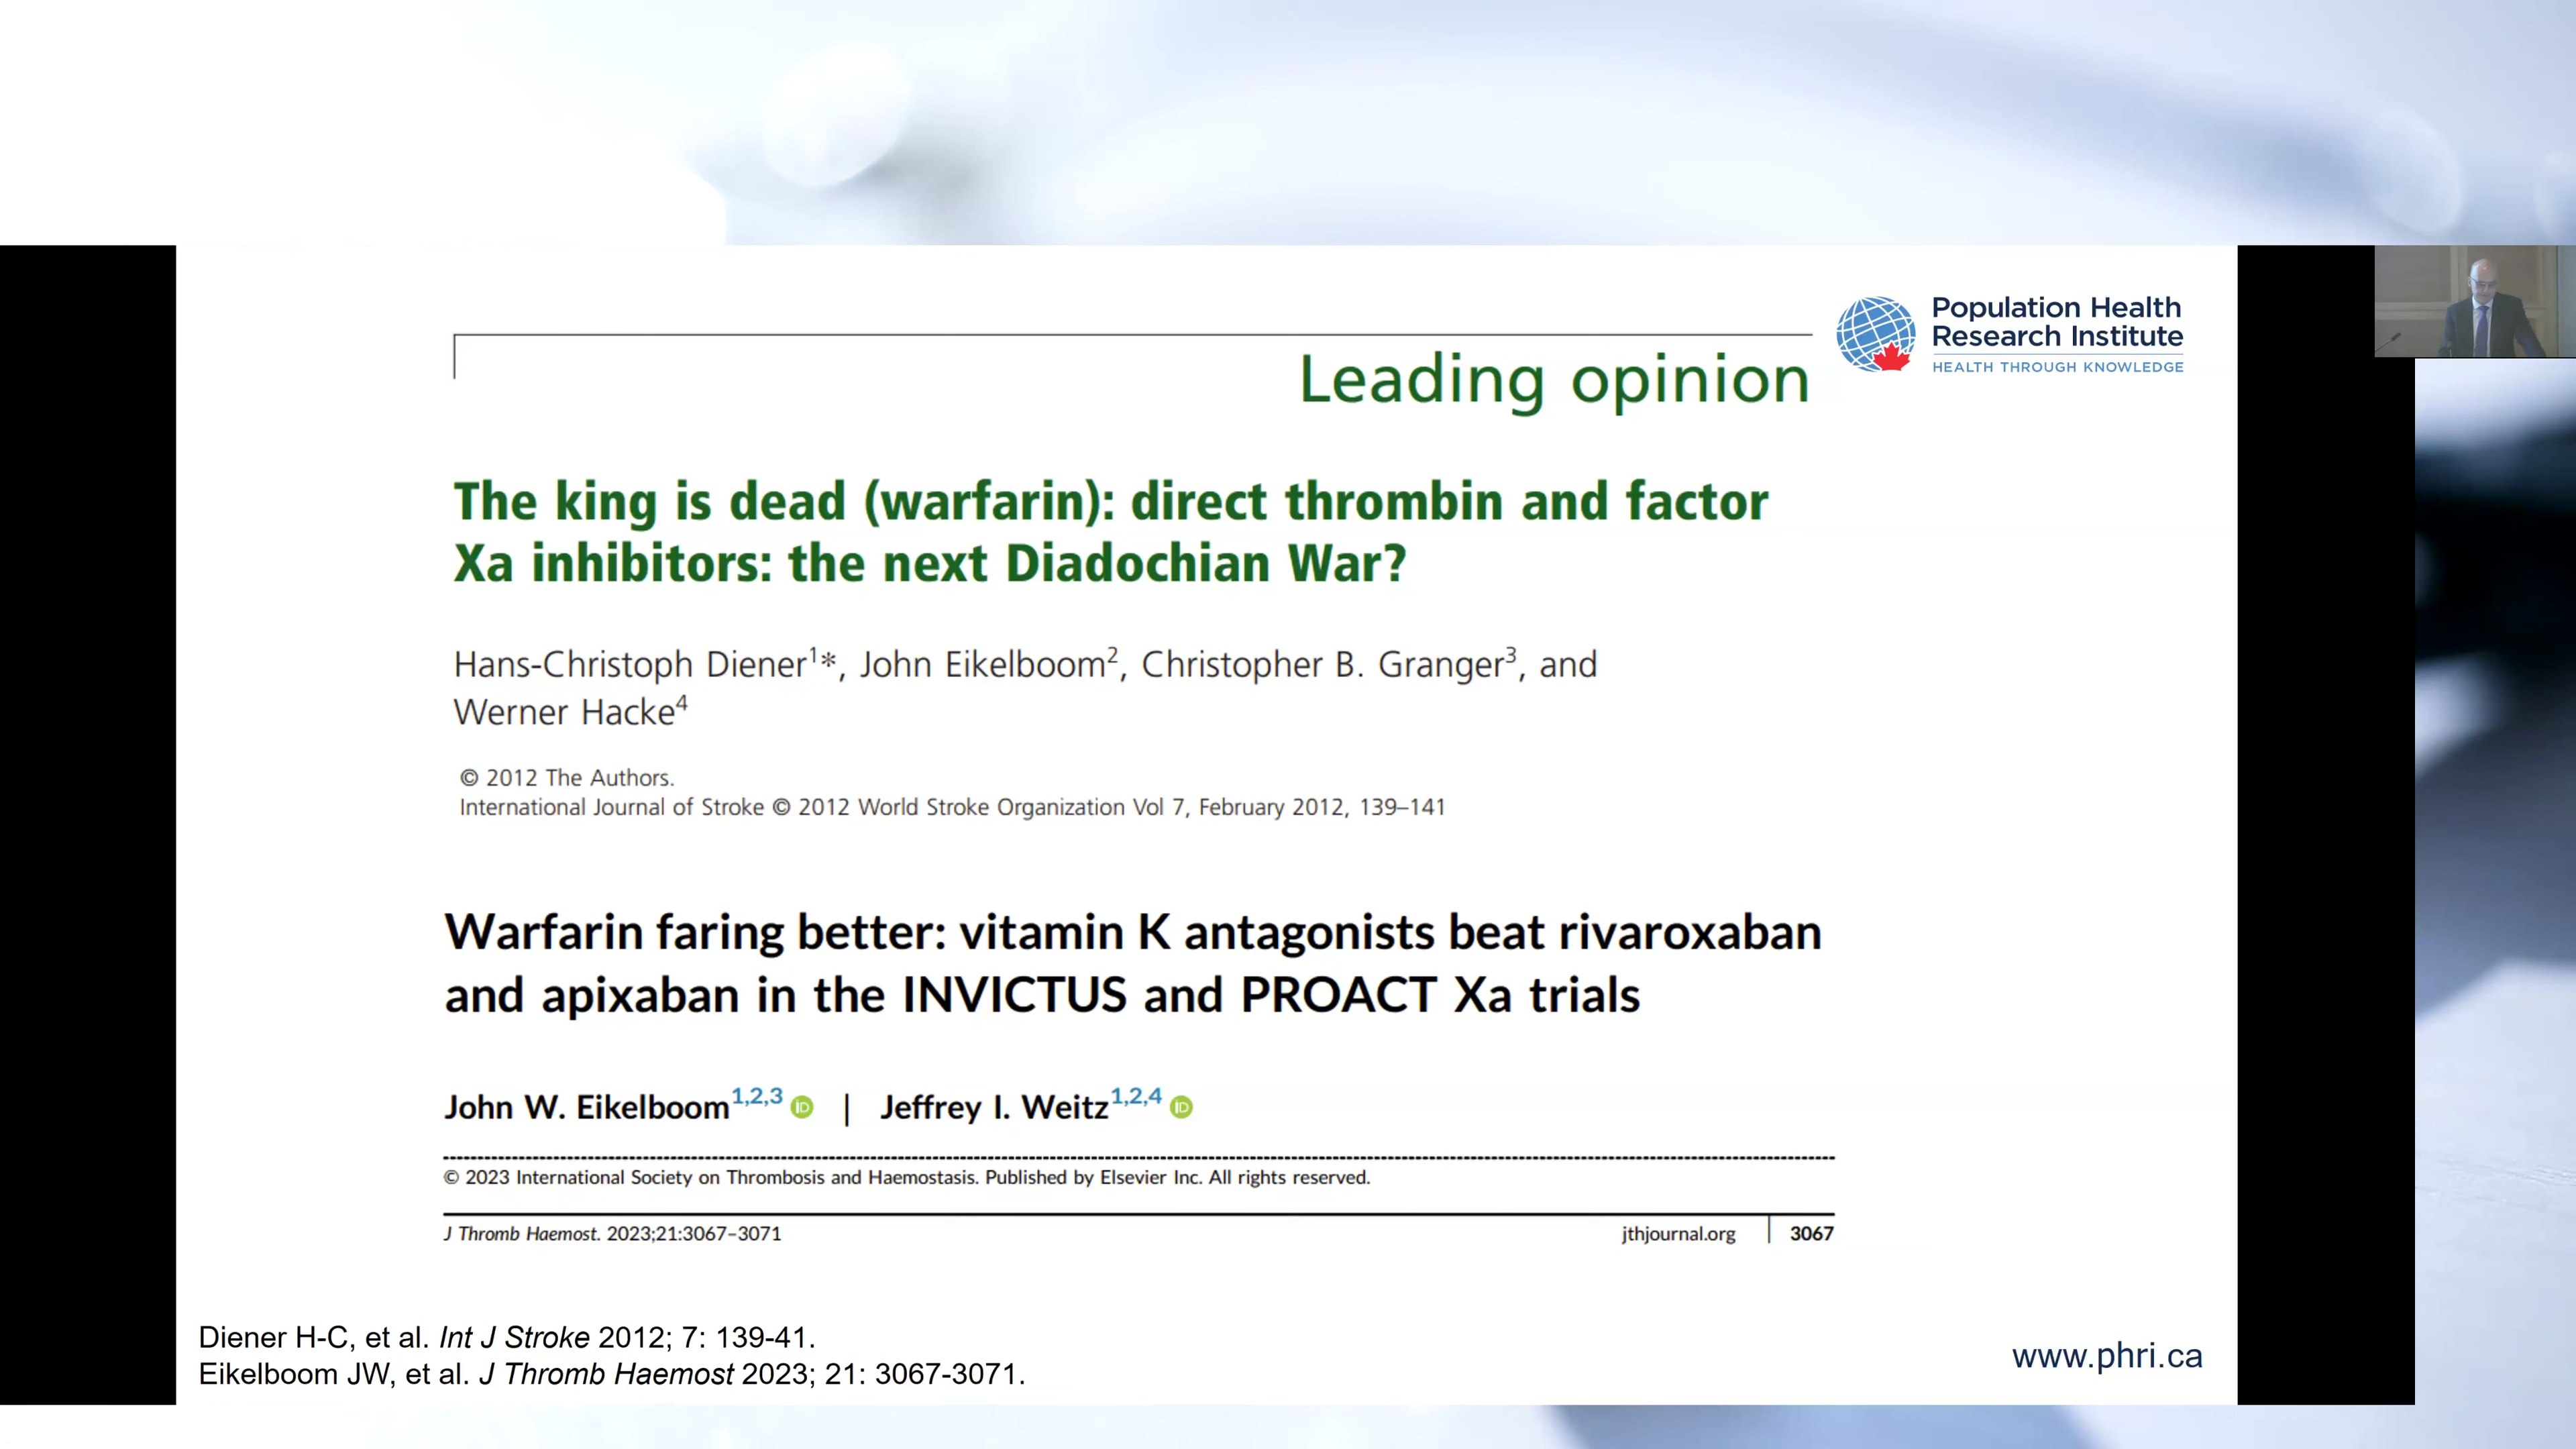 Population Health
Research Institute
HEALTH THROUGH KNOWLEDGE
Leading opinion
The king is dead (warfarin): direct thrombin and factor
Xa inhibitors: the next Diadochian War?
Hans-Christoph Diener1*, John Eikelboom2, Christopher B. Granger3, and
Werner Hacke4
© 2012 The Authors.
International Journal of Stroke © 2012 World Stroke Organization Vol 7, February 2012, 139–141
Warfarin faring better: vitamin K antagonists beat rivaroxaban
and apixaban in the INVICTUS and PROACT Xa trials
John W. Eikelboom1,2,3 iD | Jeffrey I. Weitz1,2,4 iD
© 2023 International Society on Thrombosis and Haemostasis. Published by Elsevier Inc. All rights reserved.
J Thromb Haemost. 2023;21:3067–3071 jthjournal.org | 3067
Diener H-C, et al. Int J Stroke 2012; 7: 139-41.
Eikelboom JW, et al. J Thromb Haemost 2023; 21: 3067-3071.
www.phri.ca